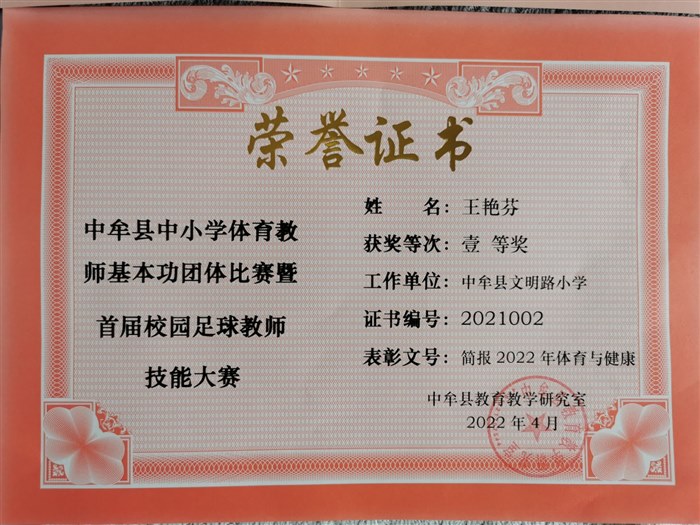 荣誉证书
中牟县中小学体育教
师基本功团体比赛暨
首届校园足球教师
技能大赛
姓 名：王艳芬
获奖等次：壹 等奖
工作单位：中牟县文明路小学
证书编号：2021002
表彰文号：简报 2022 年体育与健康
中牟县教育教学研究室
2022 年 4 月